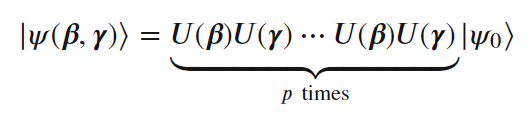 |ψ(β, γ)⟩ = U(β)U(γ) ⋯ U(β)U(γ)|ψ₀⟩
p times